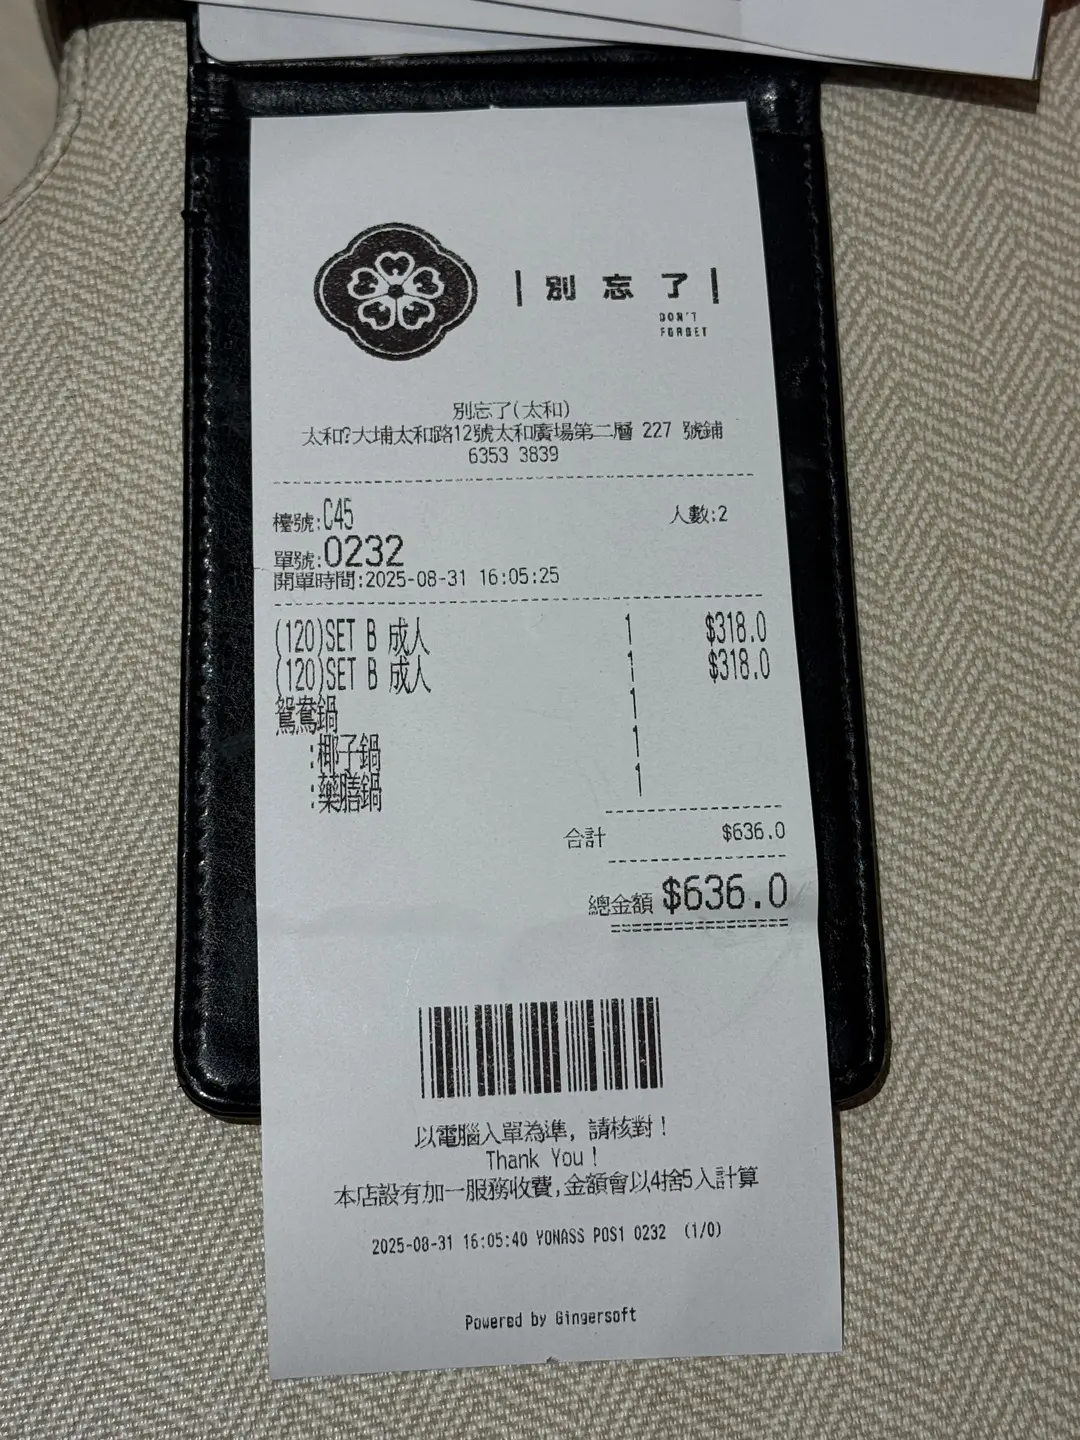 | 別忘了 |
DON'T
FORGET
別忘了(太和)
太和?大埔太和路12號太和廣場第二層 227 號鋪
6353 3839
檯號:C45 人數:2
單號:0232
開單時間:2025-08-31 16:05:25
(120)SET B 成人 1 $318.0
(120)SET B 成人 1 $318.0
鴛鴦鍋 1
:椰子鍋 1
:藥膳鍋 1
合計 $636.0
總金額 $636.0
以電腦入單為準, 請核對!
Thank You !
本店設有加一服務收費,金額會以4捨5入計算
2025-08-31 16:05:40 YONASS POS1 0232 (1/0)
Powered by Gingersoft